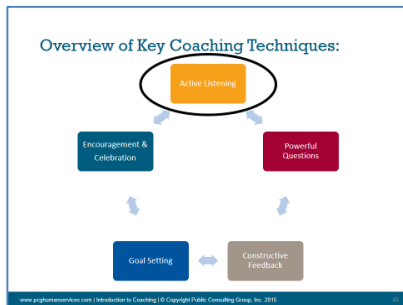 Overview of Key Coaching Techniques:
Active Listening
Encouragement &
Celebration
Powerful
Questions
Goal Setting
Constructive
Feedback
www.pcghumanservices.com | Introduction to Coaching | © Copyright Public Consulting Group, Inc. 2015